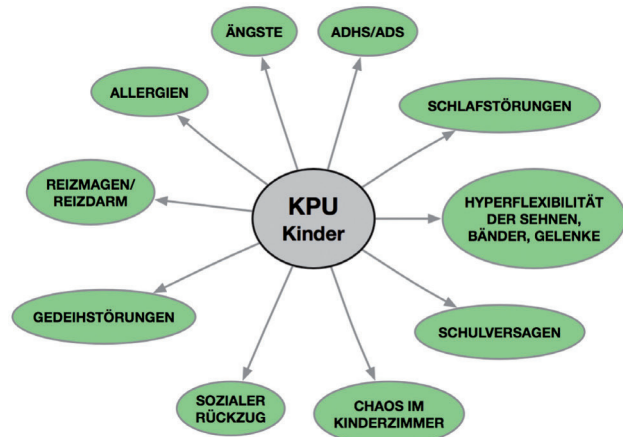 ÄNGSTE
ADHS/ADS
ALLERGIEN
SCHLAFSTÖRUNGEN
REIZMAGEN/
REIZDARM
KPU
Kinder
HYPERFLEXIBILITÄT
DER SEHNEN,
BÄNDER, GELENKE
GEDEIHSTÖRUNGEN
SCHULVERSAGEN
SOZIALER
RÜCKZUG
CHAOS IM
KINDERZIMMER